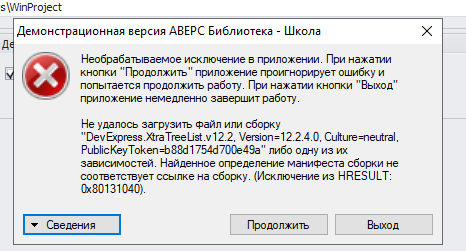 s\WinProject
Де
Демонстрационная версия АВЕРС Библиотека - Школа
Необрабатываемое исключение в приложении. При нажатии
кнопки "Продолжить" приложение проигнорирует ошибку и
попытается продолжить работу. При нажатии кнопки "Выход"
приложение немедленно завершит работу.
Не удалось загрузить файл или сборку
"DevExpress.XtraTreeList.v12.2, Version=12.2.4.0, Culture=neutral,
PublicKeyToken=b88d1754d700e49a" либо одну из их
зависимостей. Найденное определение манифеста сборки не
соответствует ссылке на сборку. (Исключение из HRESULT:
0x80131040).
Сведения
Продолжить
Выход